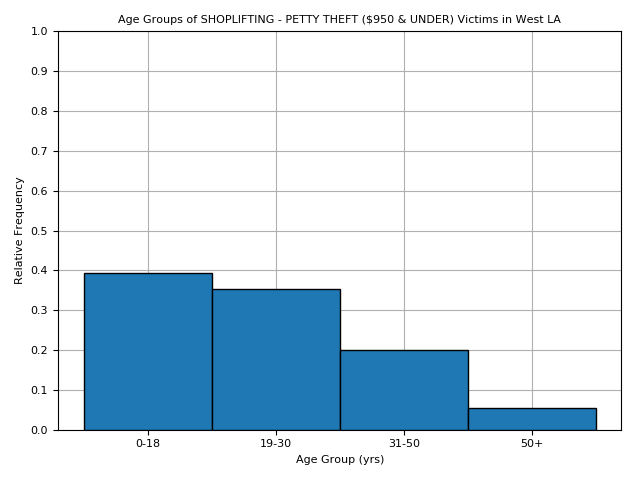 Age Groups of SHOPLIFTING - PETTY THEFT ($950 & UNDER) Victims in West LA
1.0
0.9
0.8
0.7
0.6
0.5
0.4
0.3
0.2
0.1
0.0
Relative Frequency
0-18 19-30 31-50 50+
Age Group (yrs)